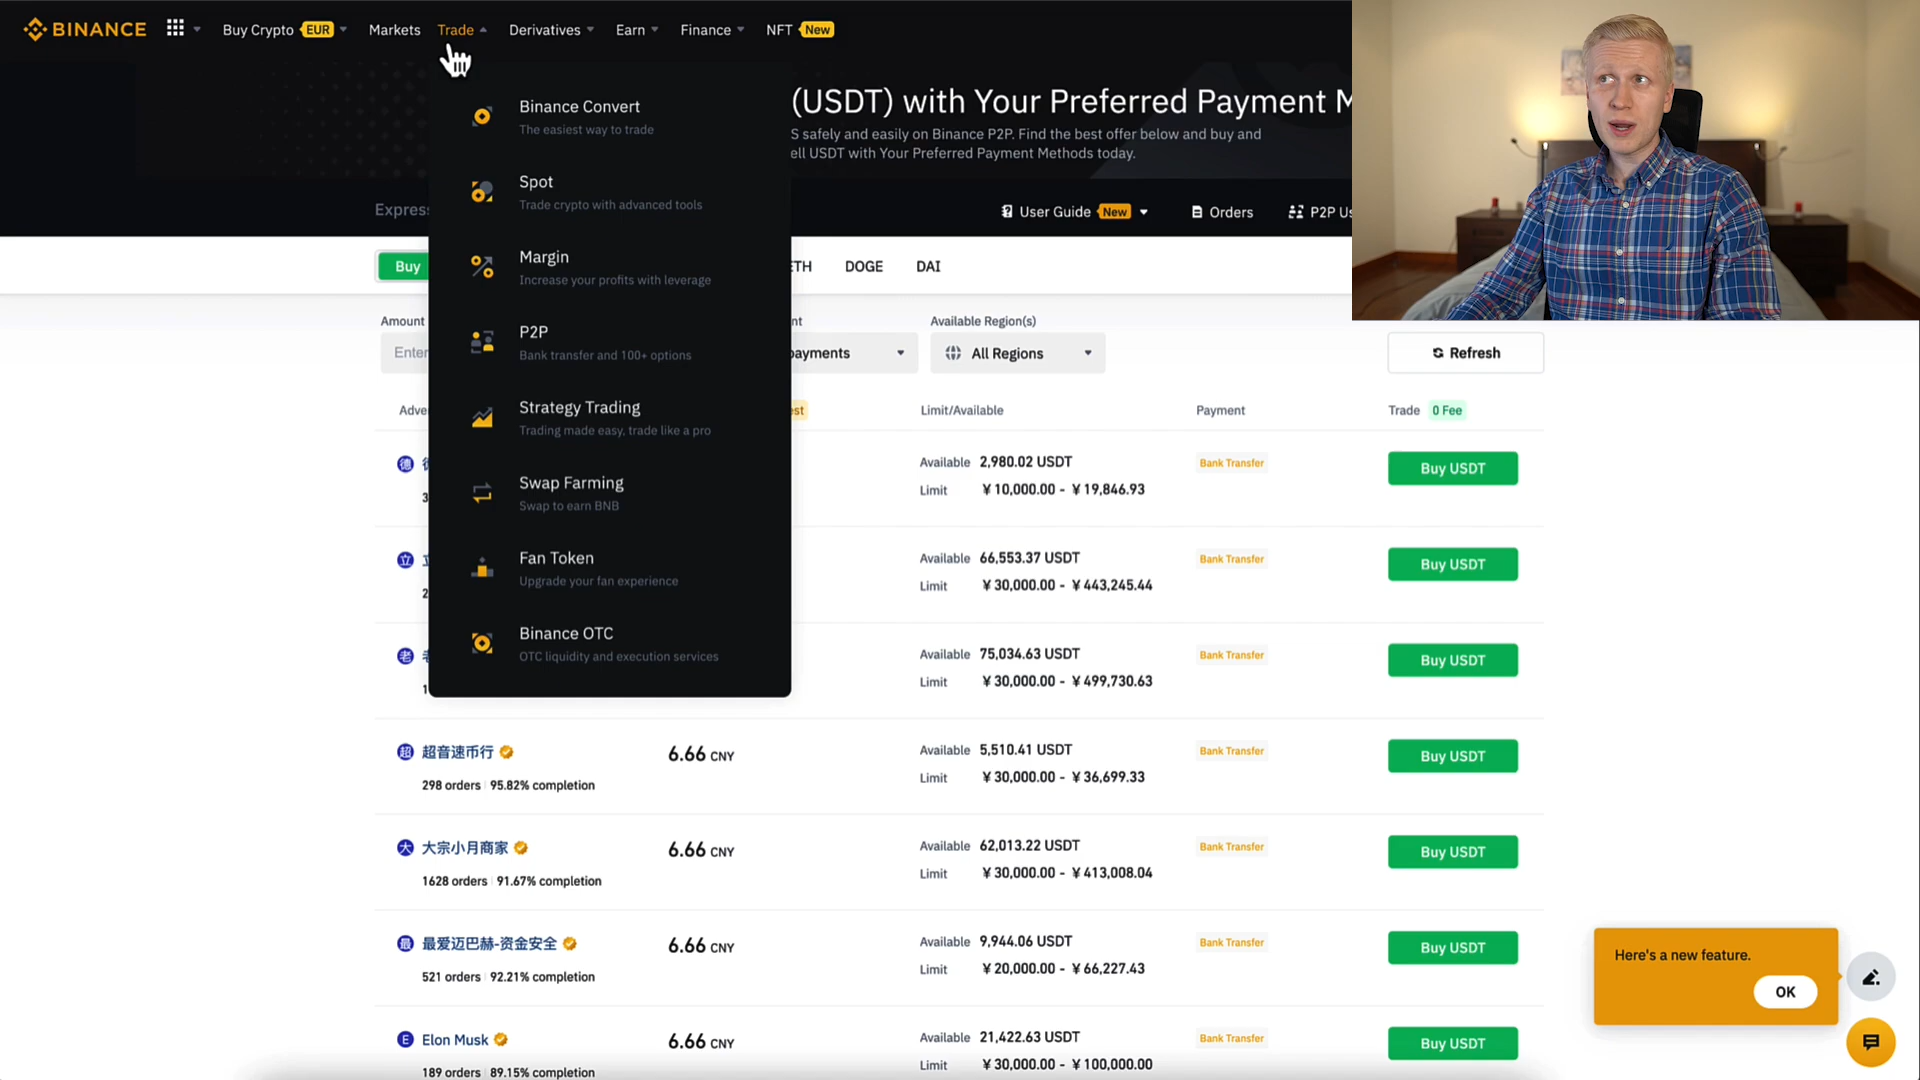 BINANCE
Buy Crypto EUR
Markets
Trade
Derivatives
Earn
Finance
NFT New
Binance Convert
The easiest way to trade
(USDT) with Your Preferred Payment M
S safely and easily on Binance P2P. Find the best offer below and buy and
ell USDT with Your Preferred Payment Methods today.
Spot
Trade crypto with advanced tools
Express
User Guide New
Orders
P2P Us
Margin
Increase your profits with leverage
Buy
ETH
DOGE
DAI
P2P
Bank transfer and 100+ options
Amount
Enter
nt
payments
Available Region(s)
All Regions
Refresh
Strategy Trading
Trading made easy, trade like a pro
Adve
est
Limit/Available
Payment
Trade 0 Fee
Swap Farming
Swap to earn BNB
德
3
Available 2,980.02 USDT
Limit ¥10,000.00 - ¥19,846.93
Bank Transfer
Buy USDT
Fan Token
Upgrade your fan experience
立
2
Available 66,553.37 USDT
Limit ¥30,000.00 - ¥443,245.44
Bank Transfer
Buy USDT
Binance OTC
OTC liquidity and execution services
老
1
Available 75,034.63 USDT
Limit ¥30,000.00 - ¥499,730.63
Bank Transfer
Buy USDT
超 超音速币行
298 orders 95.82% completion
6.66 CNY
Available 5,510.41 USDT
Limit ¥30,000.00 - ¥36,699.33
Bank Transfer
Buy USDT
大 大宗小月商家
1628 orders 91.67% completion
6.66 CNY
Available 62,013.22 USDT
Limit ¥30,000.00 - ¥413,008.04
Bank Transfer
Buy USDT
最 最爱迈巴赫-资金安全
521 orders 92.21% completion
6.66 CNY
Available 9,944.06 USDT
Limit ¥20,000.00 - ¥66,227.43
Bank Transfer
Buy USDT
E Elon Musk
189 orders 89.15% completion
6.66 CNY
Available 21,422.63 USDT
Limit ¥30,000.00 - ¥100,000.00
Bank Transfer
Buy USDT
Here's a new feature.
OK